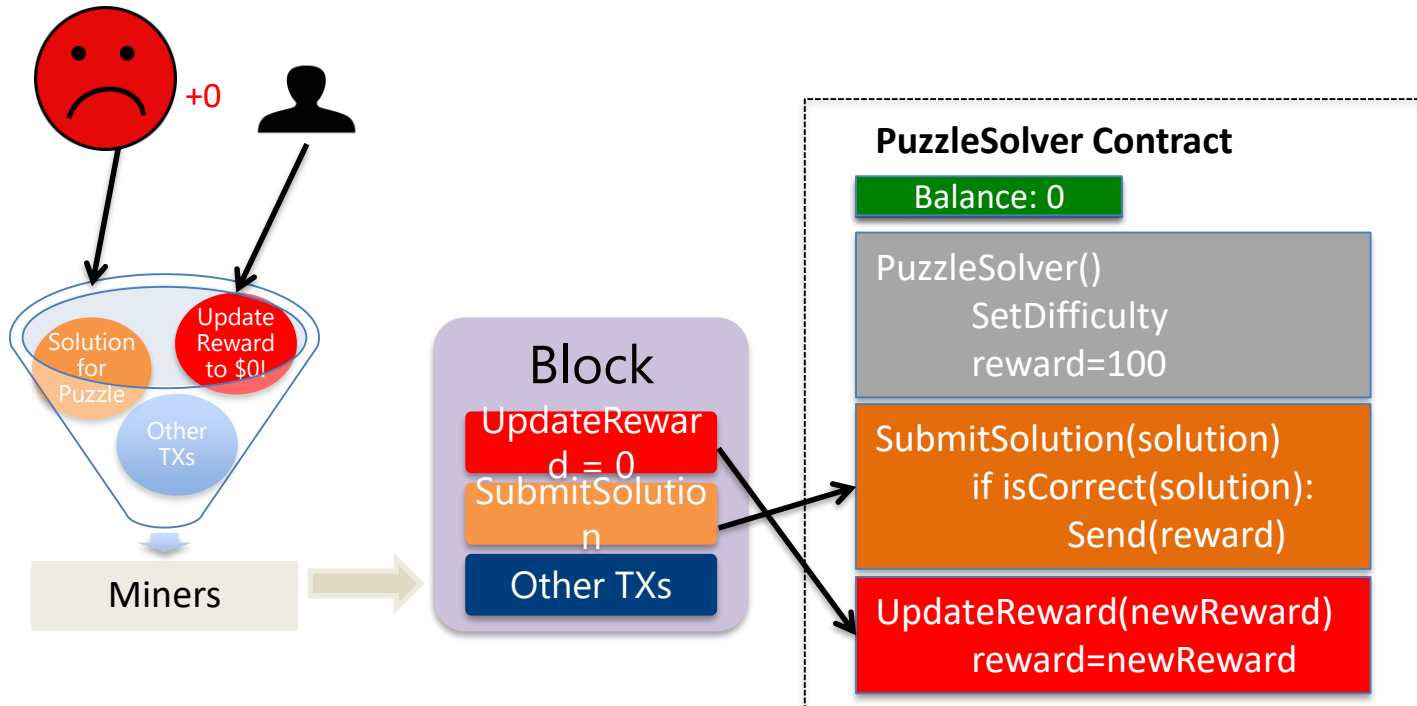 +0
Solution
for
Puzzle
Update
Reward
to $0!
Other
TXs
Miners
Block
UpdateRewar
d = 0
SubmitSolutio
n
Other TXs
PuzzleSolver Contract
Balance: 0
PuzzleSolver()
SetDifficulty
reward=100
SubmitSolution(solution)
if isCorrect(solution):
Send(reward)
UpdateReward(newReward)
reward=newReward